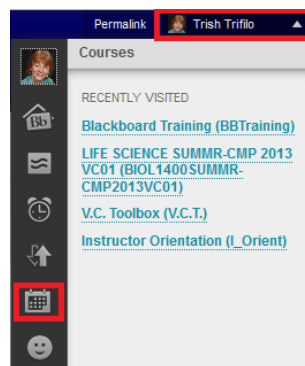 Permalink Trish Trifilo
Courses
RECENTLY VISITED
Blackboard Training (BBTraining)
LIFE SCIENCE SUMMR-CMP 2013
VC01 (BIOL1400SUMMR-
CMP2013VC01)
V.C. Toolbox (V.C.T.)
Instructor Orientation (I_Orient)
Bb